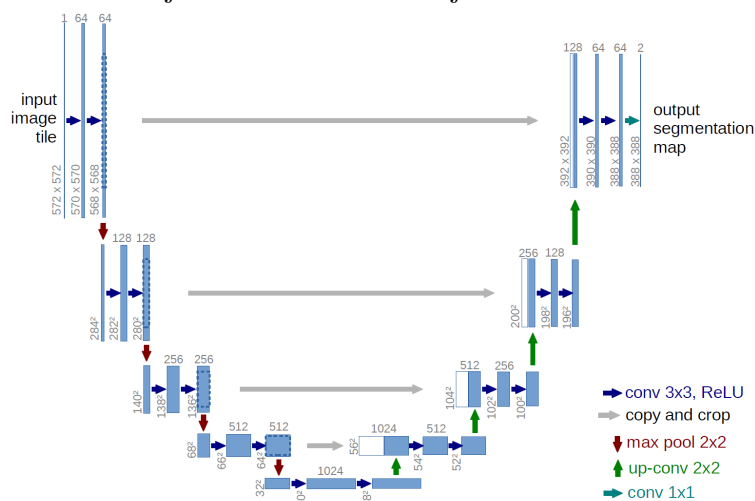 1 64 64
128 64 64 2
input
image
tile
output
segmentation
map
572 x 572
570 x 570
568 x 568
392 x 392
390 x 390
388 x 388
388 x 388
128 128
256 128
284²
282²
280²
200²
198²
196²
256 256
512 256
140²
138²
136²
104²
102²
100²
512 512
1024 512
68²
66²
64²
56²
54²
52²
1024
32²
0²
8²
conv 3x3, ReLU
copy and crop
max pool 2x2
up-conv 2x2
conv 1x1